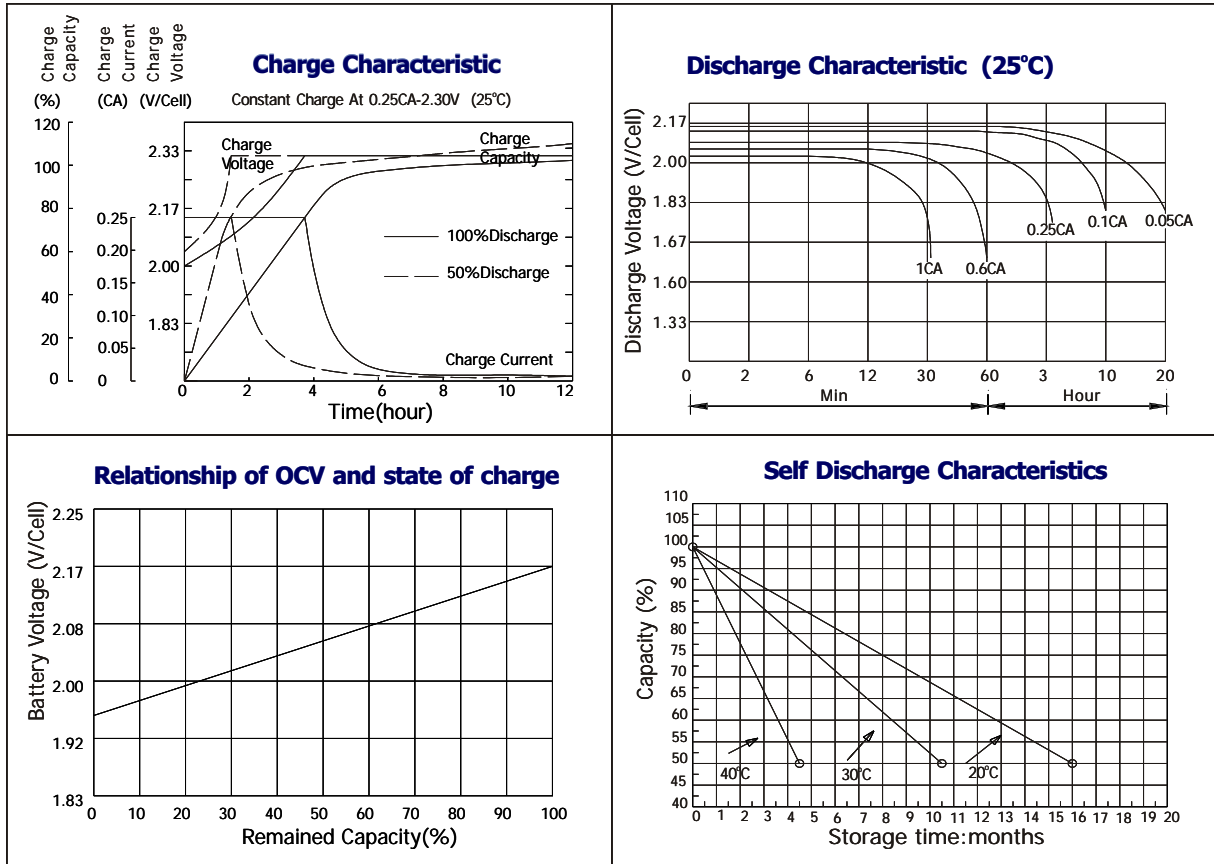 Charge Capacity
Charge Current
Charge Voltage
Charge Characteristic
(%) (CA) (V/Cell)
Constant Charge At 0.25CA-2.30V (25°C)
120
100
80
60
40
20
0
0.25
0.20
0.15
0.10
0.05
0
2.33
2.17
2.00
1.83
Charge Voltage
Charge Capacity
100%Discharge
50%Discharge
Charge Current
0 2 4 6 8 10 12
Time(hour)
Discharge Characteristic (25°C)
Discharge Voltage (V/Cell)
2.17
2.00
1.83
1.67
1.60
1.33
1CA
0.6CA
0.25CA
0.1CA
0.05CA
0 2 6 12 30 60 3 10 20
Min Hour
Relationship of OCV and state of charge
Battery Voltage (V/Cell)
2.25
2.17
2.08
2.00
1.92
1.83
0 10 20 30 40 50 60 70 80 90 100
Remained Capacity(%)
Self Discharge Characteristics
Capacity (%)
110
105
100
95
90
85
80
75
70
65
60
55
50
45
40
40°C
30°C
20°C
0 1 2 3 4 5 6 7 8 9 10 11 12 13 14 15 16 17 18 19 20
Storage time:months